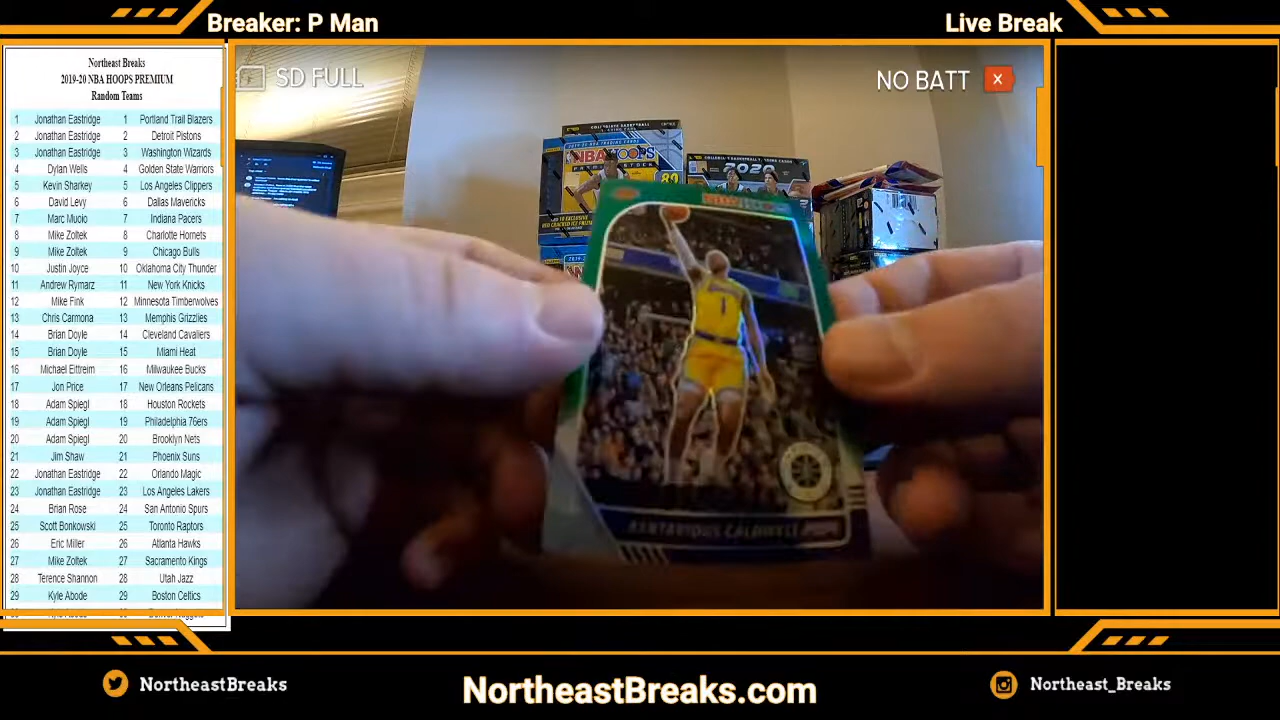 Breaker: P Man
Live Break
Northeast Breaks
2019-20 NBA HOOPS PREMIUM
Random Teams
1 Jonathan Eastridge 1 Portland Trail Blazers
2 Jonathan Eastridge 2 Detroit Pistons
3 Jonathan Eastridge 3 Washington Wizards
4 Dylan Wells 4 Golden State Warriors
5 Kevin Sharkey 5 Los Angeles Clippers
6 David Levy 6 Dallas Mavericks
7 Marc Muoio 7 Indiana Pacers
8 Mike Zoltek 8 Charlotte Hornets
9 Mike Zoltek 9 Chicago Bulls
10 Justin Joyce 10 Oklahoma City Thunder
11 Andrew Rymarz 11 New York Knicks
12 Mike Fink 12 Minnesota Timberwolves
13 Chris Carmona 13 Memphis Grizzlies
14 Brian Doyle 14 Cleveland Cavaliers
15 Brian Doyle 15 Miami Heat
16 Michael Eittreim 16 Milwaukee Bucks
17 Jon Price 17 New Orleans Pelicans
18 Adam Spiegl 18 Houston Rockets
19 Adam Spiegl 19 Philadelphia 76ers
20 Adam Spiegl 20 Brooklyn Nets
21 Jim Shaw 21 Phoenix Suns
22 Jonathan Eastridge 22 Orlando Magic
23 Jonathan Eastridge 23 Los Angeles Lakers
24 Brian Rose 24 San Antonio Spurs
25 Scott Bonkowski 25 Toronto Raptors
26 Eric Miller 26 Atlanta Hawks
27 Mike Zoltek 27 Sacramento Kings
28 Terence Shannon 28 Utah Jazz
29 Kyle Abode 29 Boston Celtics
SD FULL
NO BATT
NBA HOOPS
2020
1
KENTAVIOUS CALDWELL
NortheastBreaks
NortheastBreaks.com
Northeast_Breaks